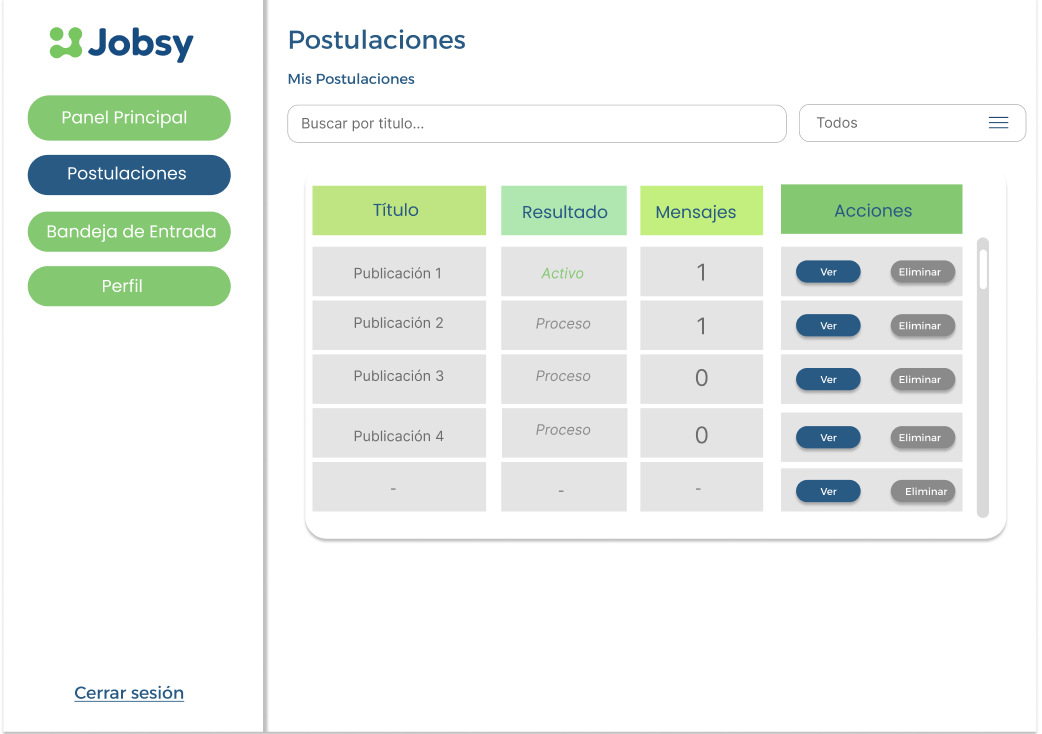 Jobsy
Panel Principal
Postulaciones
Bandeja de Entrada
Perfil
Cerrar sesión
Postulaciones
Mis Postulaciones
Buscar por titulo...
Todos
Título Resultado Mensajes Acciones
Publicación 1 Activo 1 Ver Eliminar
Publicación 2 Proceso 1 Ver Eliminar
Publicación 3 Proceso 0 Ver Eliminar
Publicación 4 Proceso 0 Ver Eliminar
- - - Ver Eliminar